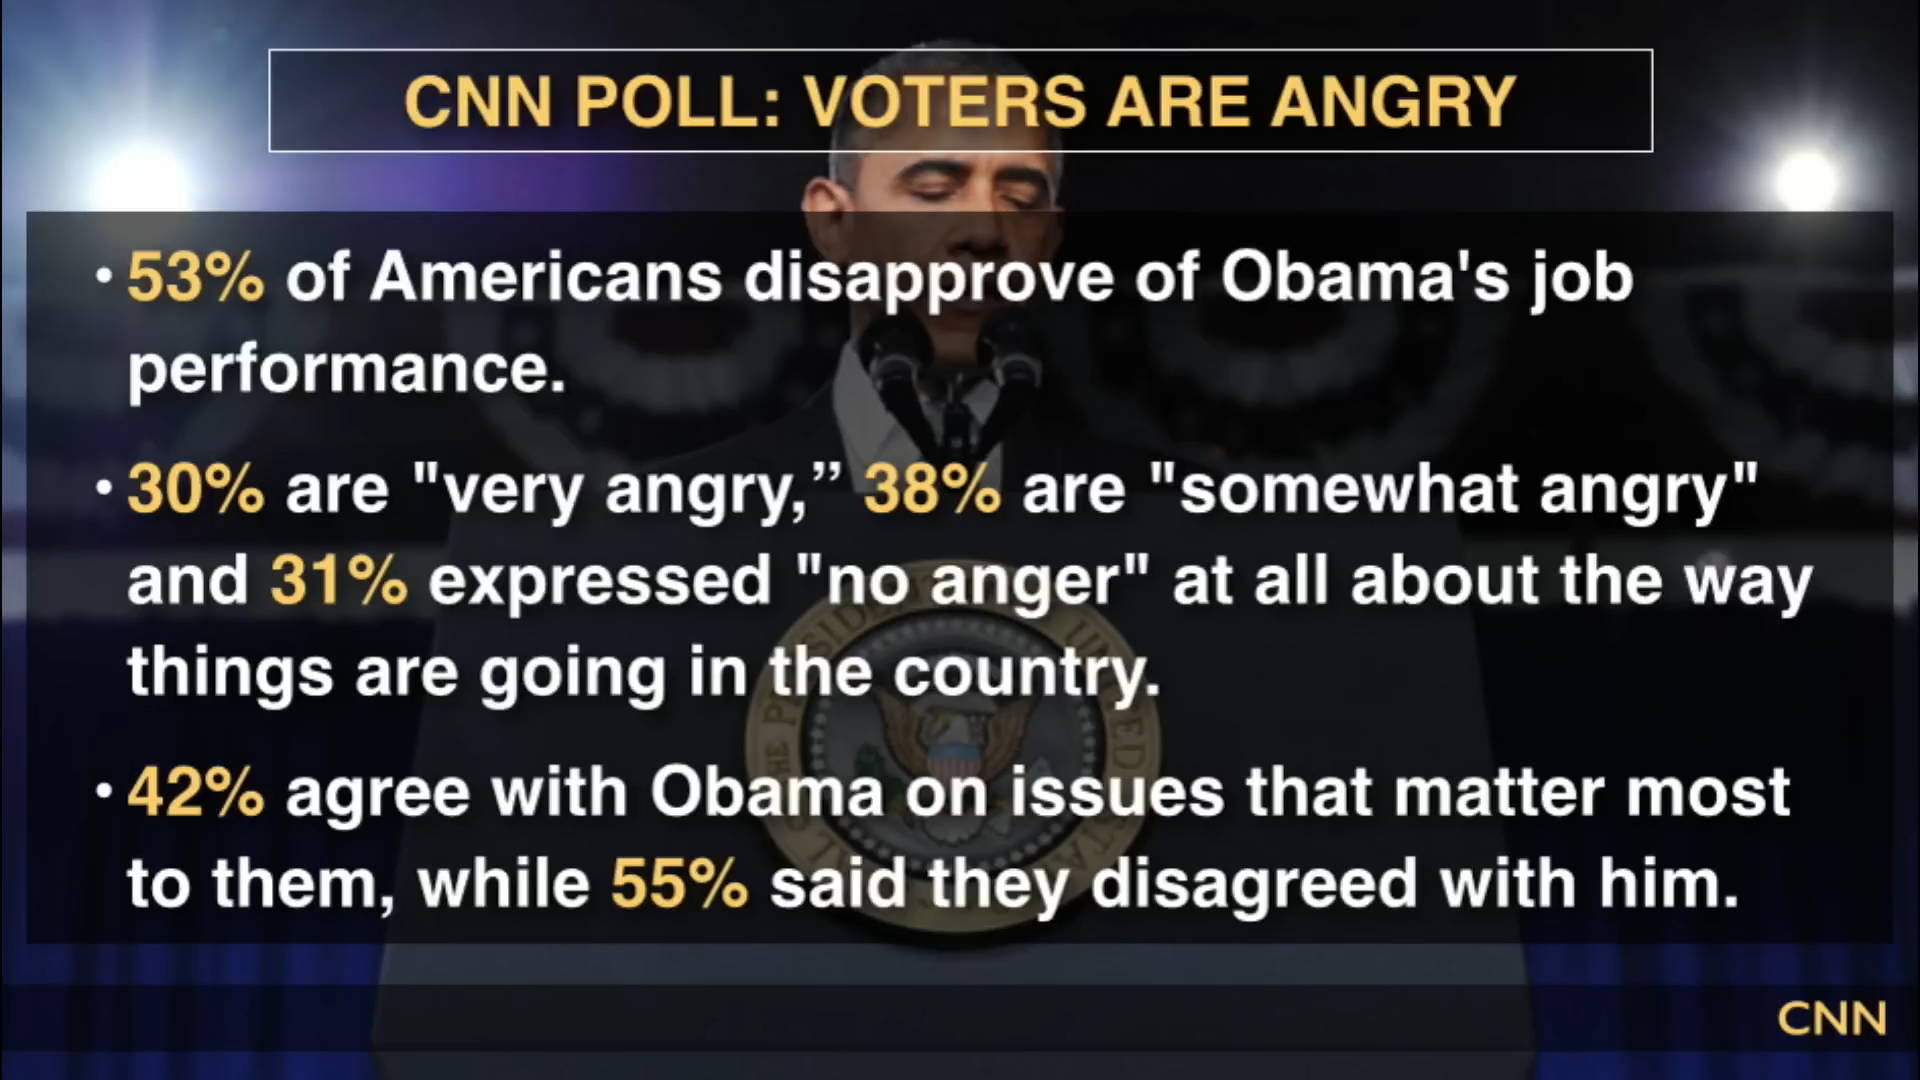 CNN POLL: VOTERS ARE ANGRY
• 53% of Americans disapprove of Obama's job
performance.
• 30% are "very angry,” 38% are "somewhat angry"
and 31% expressed "no anger" at all about the way
things are going in the country.
• 42% agree with Obama on issues that matter most
to them, while 55% said they disagreed with him.
CNN